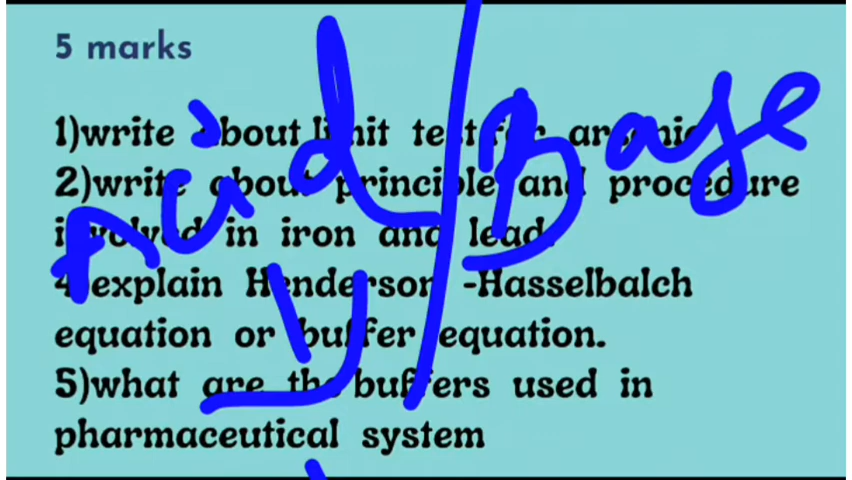 5 marks
1)write about limit test for arsenic
2)write about principle and procedure
involved in iron and lead.
4)explain Henderson -Hasselbalch
equation or buffer equation.
5)what are the buffers used in
pharmaceutical system
Acid/Base